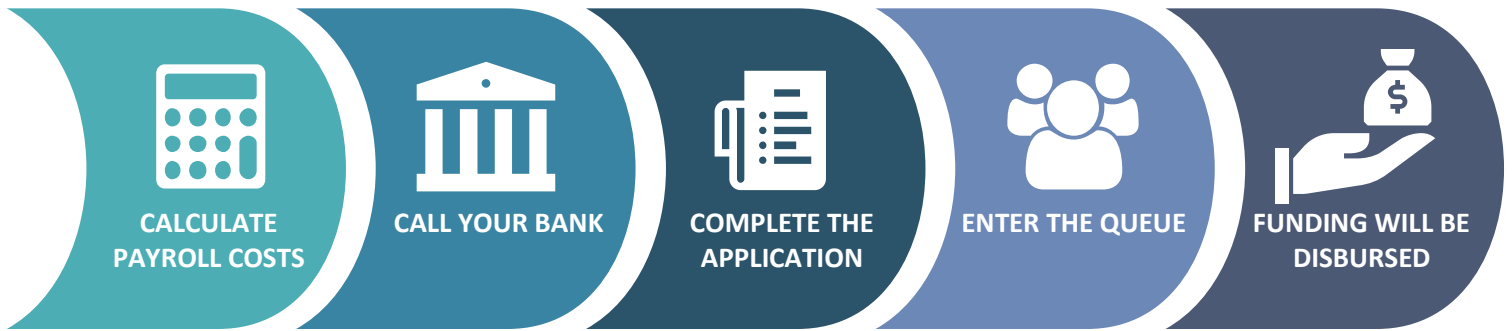 CALCULATE
PAYROLL COSTS
CALL YOUR BANK
COMPLETE THE
APPLICATION
ENTER THE QUEUE
$
FUNDING WILL BE
DISBURSED